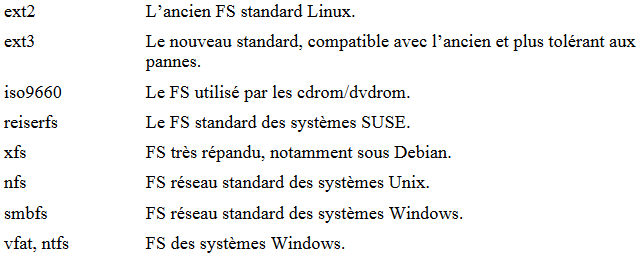 ext2 L’ancien FS standard Linux.
ext3 Le nouveau standard, compatible avec l’ancien et plus tolérant aux
pannes.
iso9660 Le FS utilisé par les cdrom/dvdrom.
reiserfs Le FS standard des systèmes SUSE.
xfs FS très répandu, notamment sous Debian.
nfs FS réseau standard des systèmes Unix.
smbfs FS réseau standard des systèmes Windows.
vfat, ntfs FS des systèmes Windows.